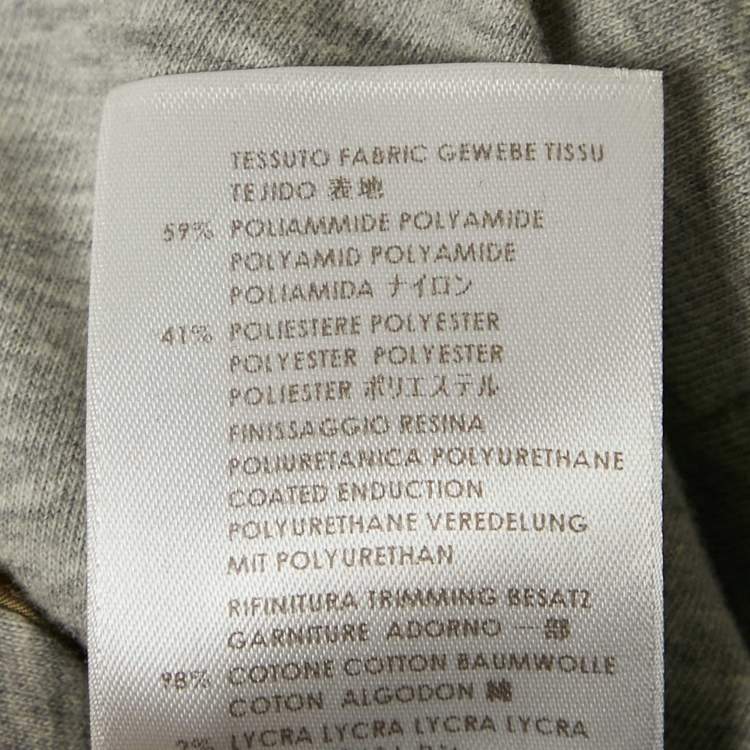 TESSUTO FABRIC GEWEBE TISSU
TEJIDO 表地
59% POLIAMMIDE POLYAMIDE
POLYAMID POLYAMIDE
POLIAMIDA ナイロン
41% POLIESTERE POLYESTER
POLYESTER POLYESTER
POLIESTER ポリエステル
FINISSAGGIO RESINA
POLIURETANICA POLYURETHANE
COATED ENDUCTION
POLYURETHANE VEREDELUNG
MIT POLYURETHAN
RIFINITURA TRIMMING BESATZ
GARNITURE ADORNO 一部
98% COTONE COTTON BAUMWOLLE
COTON ALGODON 綿
2% LYCRA LYCRA LYCRA LYCRA